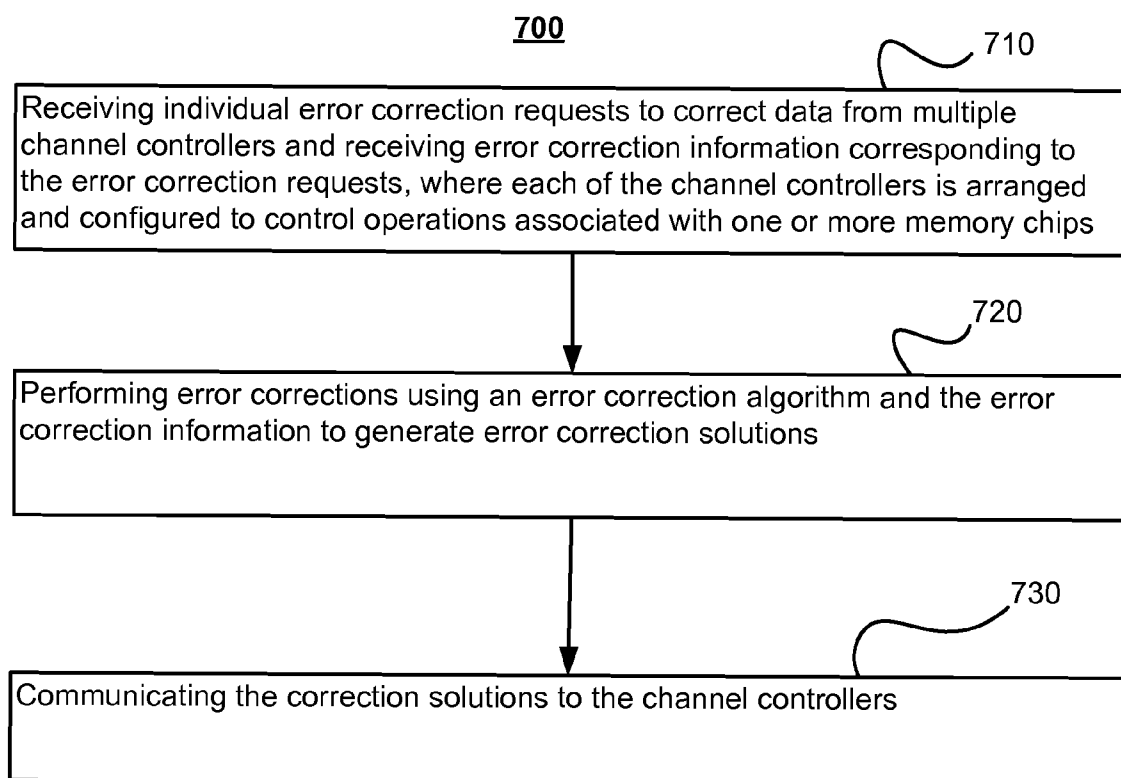 700
710
Receiving individual error correction requests to correct data from multiple
channel controllers and receiving error correction information corresponding to
the error correction requests, where each of the channel controllers is arranged
and configured to control operations associated with one or more memory chips
720
Performing error corrections using an error correction algorithm and the error
correction information to generate error correction solutions
730
Communicating the correction solutions to the channel controllers